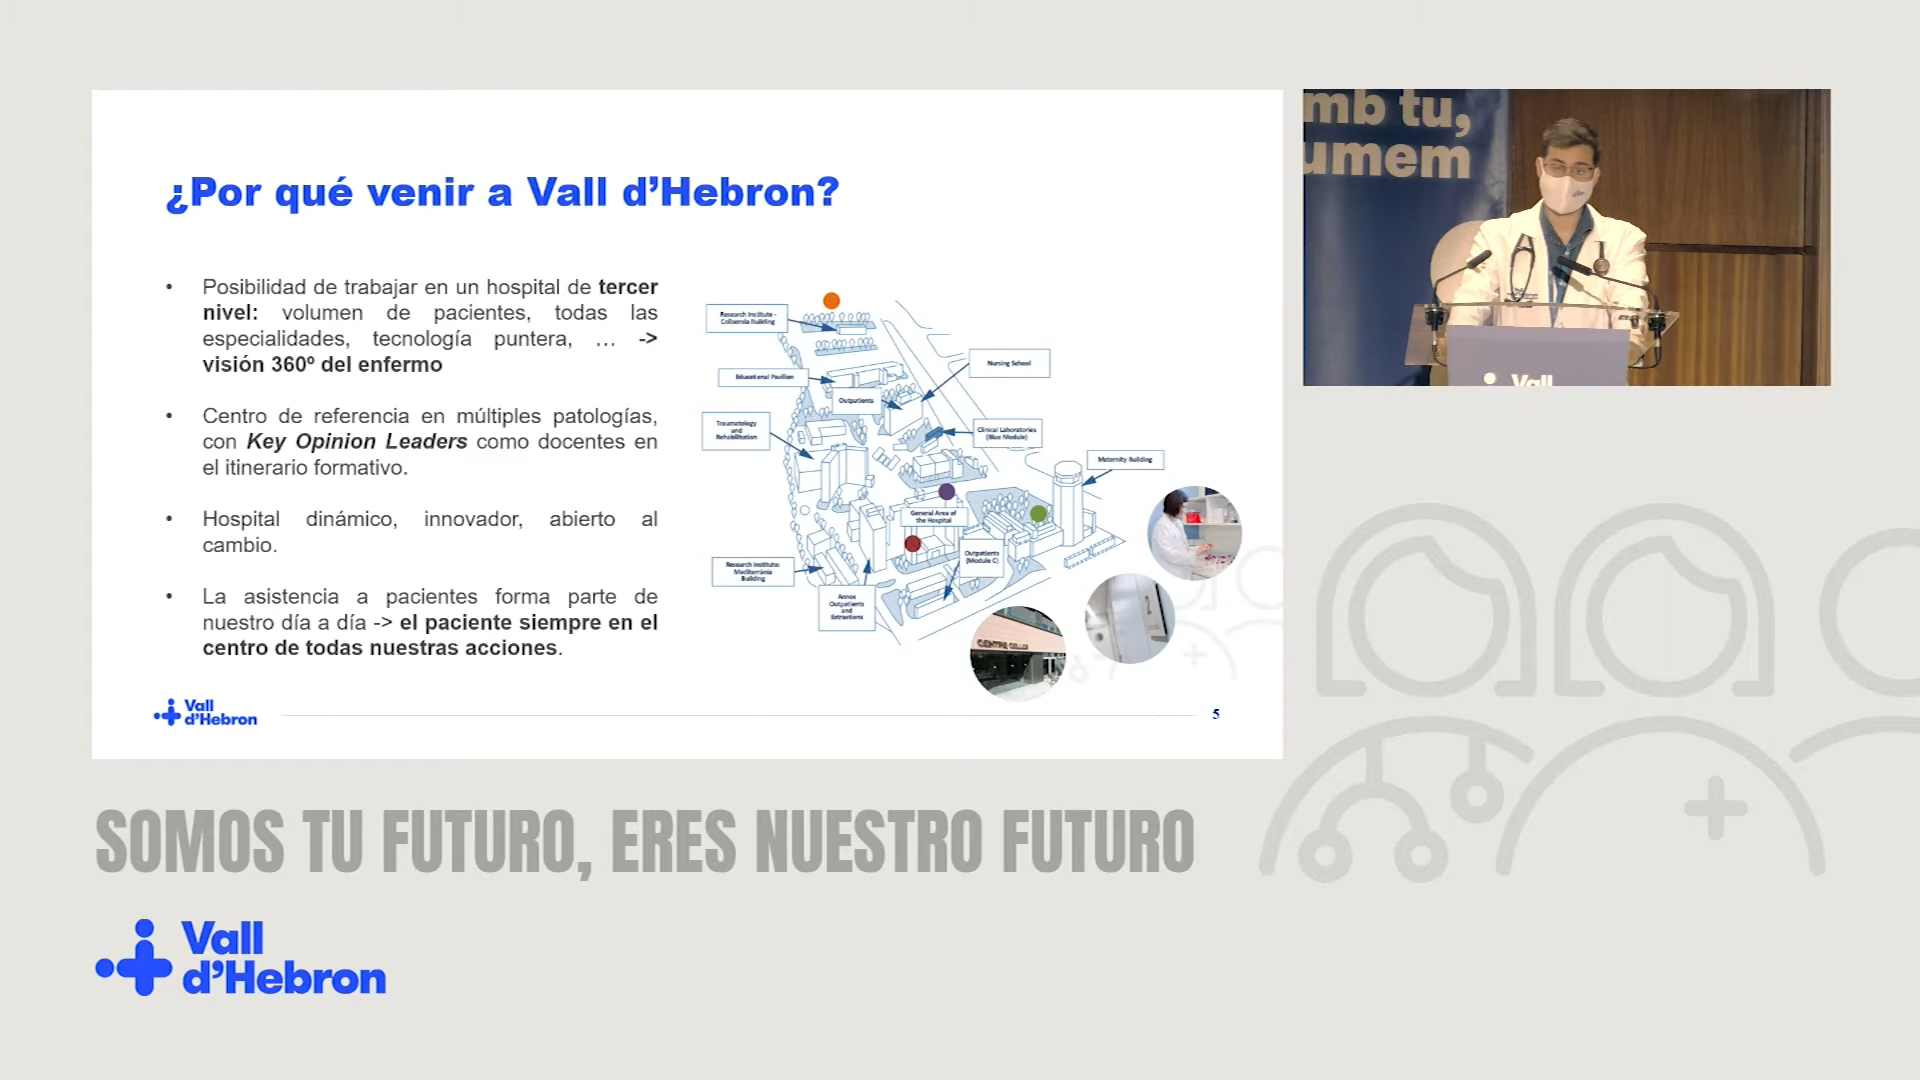 ¿Por qué venir a Vall d'Hebron?
• Posibilidad de trabajar en un hospital de tercer
nivel: volumen de pacientes, todas las
especialidades, tecnología puntera, … ->
visión 360º del enfermo
• Centro de referencia en múltiples patologías,
con Key Opinion Leaders como docentes en
el itinerario formativo.
• Hospital dinámico, innovador, abierto al
cambio.
• La asistencia a pacientes forma parte de
nuestro día a día -> el paciente siempre en el
centro de todas nuestras acciones.
Research Institute -
Collserola Building
Educational Pavilion
Outpatients
Nursing School
Traumatology
and
Rehabilitation
Clinical Laboratories
(Blue Module)
Maternity Building
General Area of
the Hospital
Outpatients
(Module C)
Research Institute:
Mediterrània
Building
Annex
Outpatients
and
Extractions
2
CENTRE CELLEX
Vall
d'Hebron
5
mb tu,
umem
Vall
SOMOS TU FUTURO, ERES NUESTRO FUTURO
Vall
d'Hebron